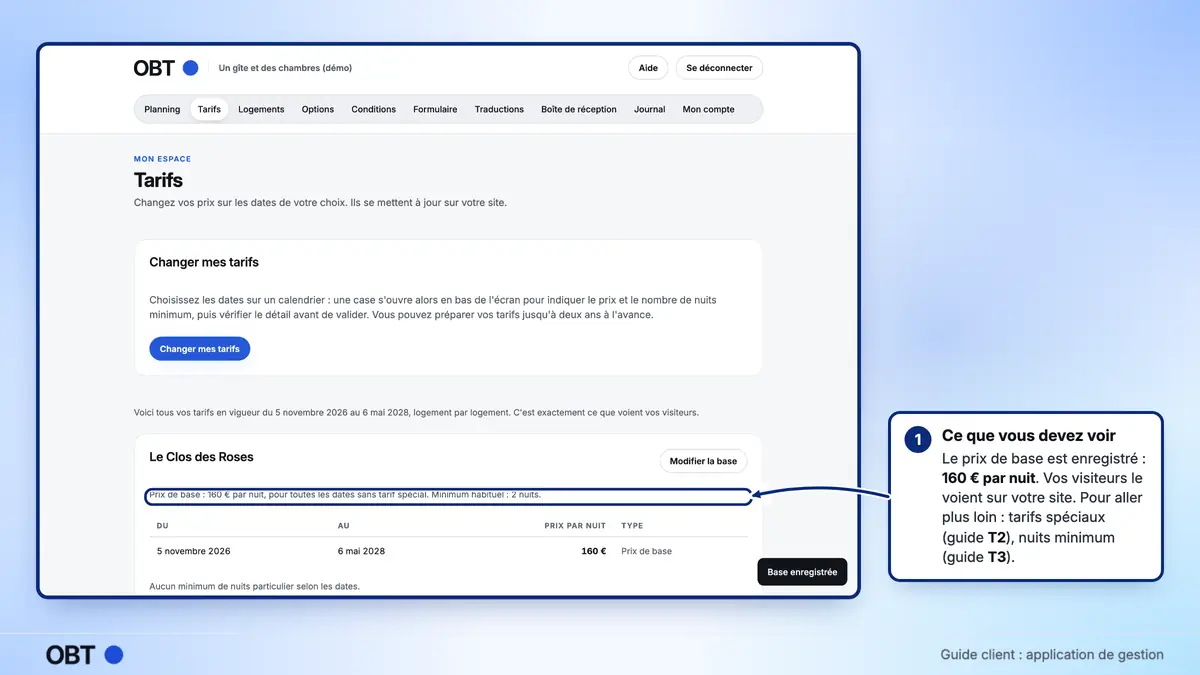 OBT
Un gîte et des chambres (démo)
Aide
Se déconnecter
Planning
Tarifs
Logements
Options
Conditions
Formulaire
Traductions
Boîte de réception
Journal
Mon compte
MON ESPACE
Tarifs
Changez vos prix sur les dates de votre choix. Ils se mettent à jour sur votre site.
Changer mes tarifs
Choisissez les dates sur un calendrier : une case s'ouvre alors en bas de l'écran pour indiquer le prix et le nombre de nuits
minimum, puis vérifier le détail avant de valider. Vous pouvez préparer vos tarifs jusqu'à deux ans à l'avance.
Changer mes tarifs
Voici tous vos tarifs en vigueur du 5 novembre 2026 au 6 mai 2028, logement par logement. C'est exactement ce que voient vos visiteurs.
Le Clos des Roses
Modifier la base
Prix de base : 160 € par nuit, pour toutes les dates sans tarif spécial. Minimum habituel : 2 nuits.
DU AU PRIX PAR NUIT TYPE
5 novembre 2026 6 mai 2028 160 € Prix de base
Aucun minimum de nuits particulier selon les dates.
Base enregistrée
1
Ce que vous devez voir
Le prix de base est enregistré :
160 € par nuit. Vos visiteurs le
voient sur votre site. Pour aller
plus loin : tarifs spéciaux
(guide T2), nuits minimum
(guide T3).
OBT
Guide client : application de gestion